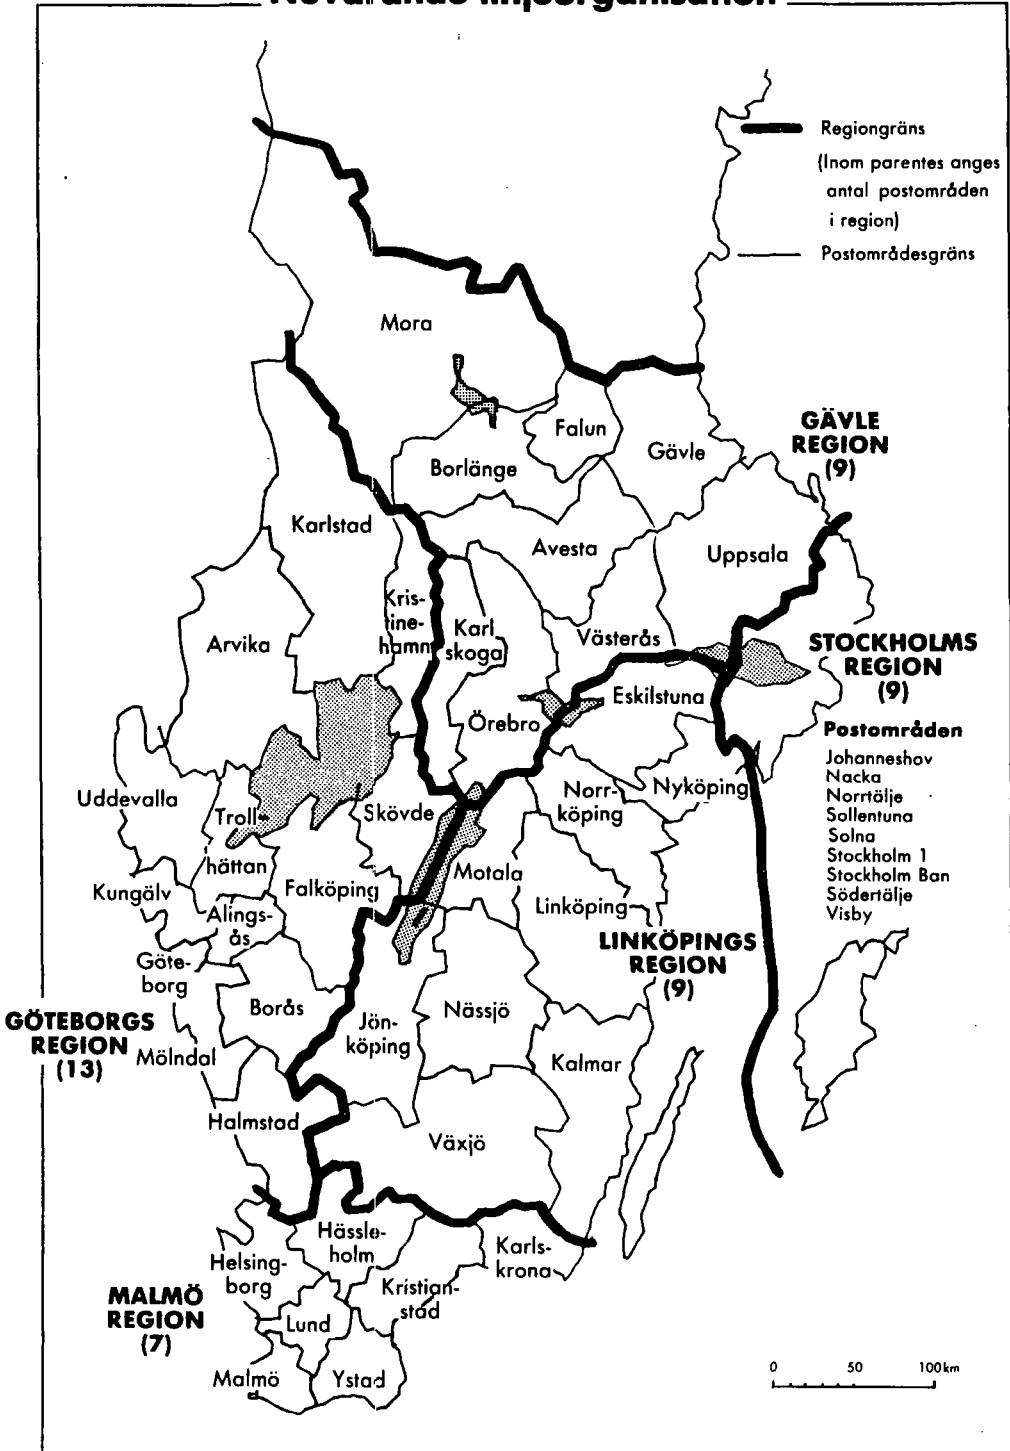 Nuvarande linjeorganisation
Regiongräns
(Inom parentes anges
antal postområden
i region)
Postområdesgräns
Mora
Falun
Gävle
Borlänge
GÄVLE
REGION
(9)
Karlstad
Avesta
Uppsala
Kris-
tine-
hamn
Karl
skoga
Västerås
Arvika
STOCKHOLMS
REGION
(9)
Eskilstuna
Örebro
Postområden
Johanneshov
Nacka
Norrtälje
Sollentuna
Solna
Stockholm 1
Stockholm Ban
Södertälje
Visby
Uddevalla
Troll-
hättan
Skövde
Norr-
köping
Nyköping
Motala
Kungälv
Falköping
Alings-
ås
Linköping
LINKÖPINGS
REGION
(9)
Göte-
borg
Borås
Jön-
köping
Nässjö
GÖTEBORGS
REGION
(13)
Mölndal
Kalmar
Halmstad
Växjö
Hässle-
holm
Karls-
krona
Helsing-
borg
Kristian-
stad
MALMÖ
REGION
(7)
Lund
Malmö
Ystad
0 50 100km